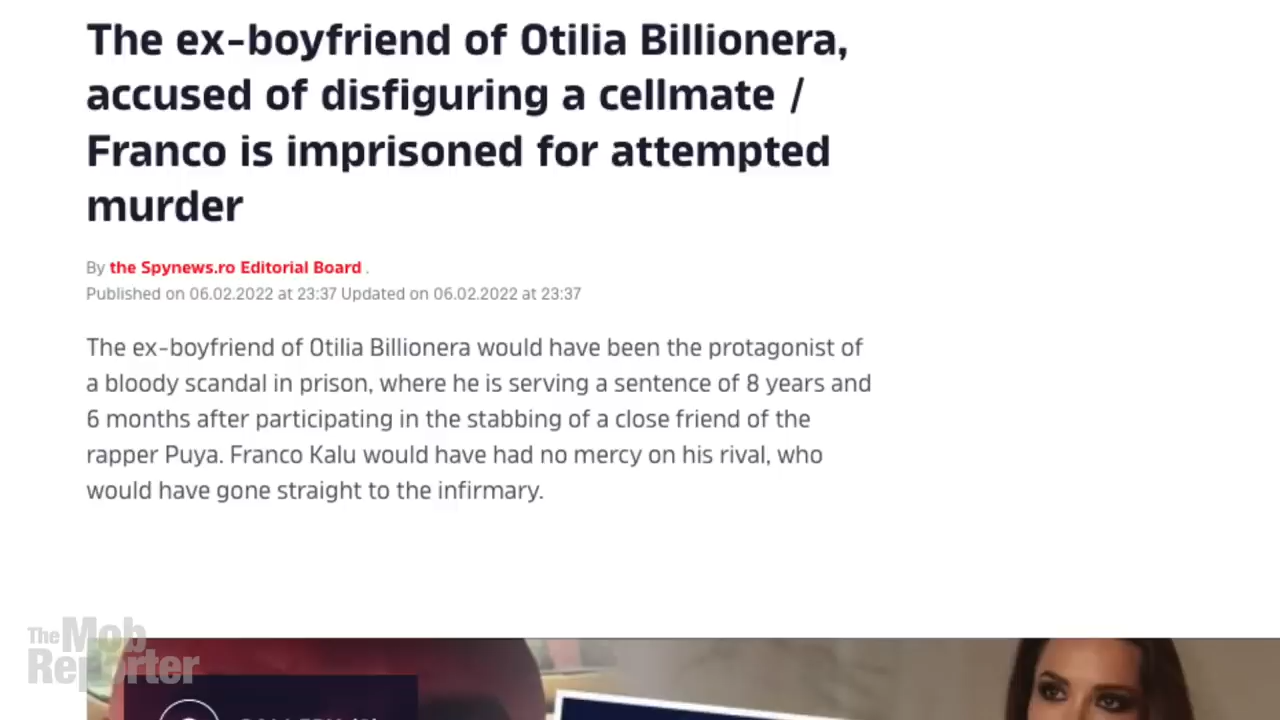 The ex-boyfriend of Otilia Billionera,
accused of disfiguring a cellmate /
Franco is imprisoned for attempted
murder
By the Spynews.ro Editorial Board .
Published on 06.02.2022 at 23:37 Updated on 06.02.2022 at 23:37
The ex-boyfriend of Otilia Billionera would have been the protagonist of
a bloody scandal in prison, where he is serving a sentence of 8 years and
6 months after participating in the stabbing of a close friend of the
rapper Puya. Franco Kalu would have had no mercy on his rival, who
would have gone straight to the infirmary.
The Mob
Reporter